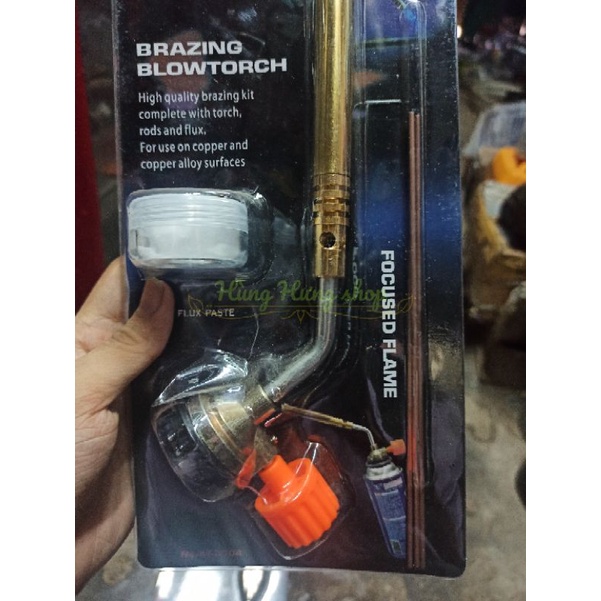 BRAZING
BLOWTORCH
High quality brazing kit
complete with torch,
rods and flux.
For use on copper and
copper alloy surfaces
Hùng Hưng shop
FLUX PASTE
FOCUSED FLAME